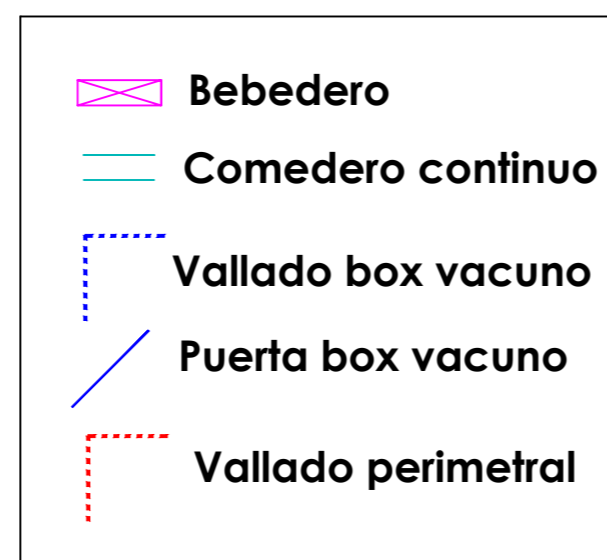 Bebedero
Comedero continuo
Vallado box vacuno
Puerta box vacuno
Vallado perimetral